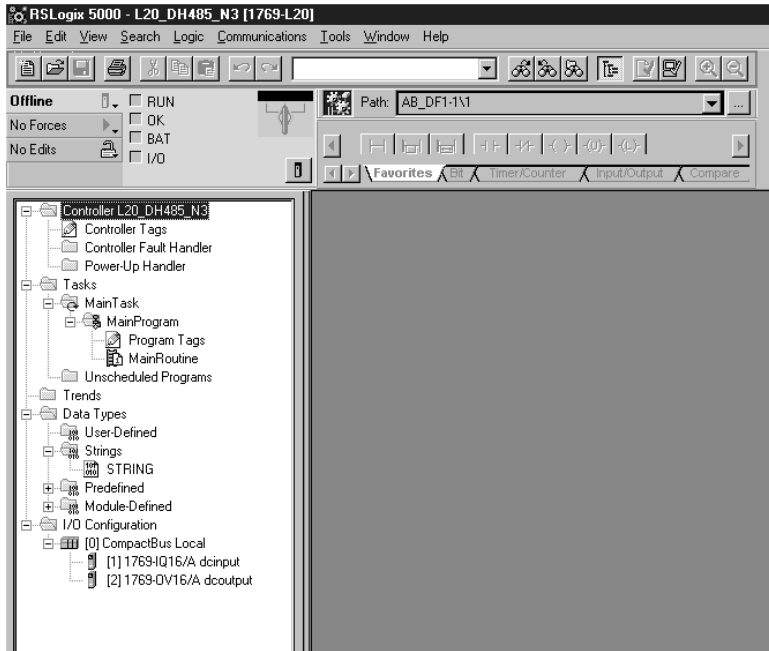 RSLogix 5000 - L20_DH485_N3 [1769-L20]
File Edit View Search Logic Communications Tools Window Help
Offline
RUN
No Forces
OK
No Edits
BAT
I/O
Path: AB_DF1-1\1
Favorites Bit Timer/Counter Input/Output Compare
Controller L20_DH485_N3
Controller Tags
Controller Fault Handler
Power-Up Handler
Tasks
MainTask
MainProgram
Program Tags
MainRoutine
Unscheduled Programs
Trends
Data Types
User-Defined
Strings
STRING
Predefined
Module-Defined
I/O Configuration
[0] CompactBus Local
[1] 1769-IQ16/A dcinput
[2] 1769-OV16/A dcoutput